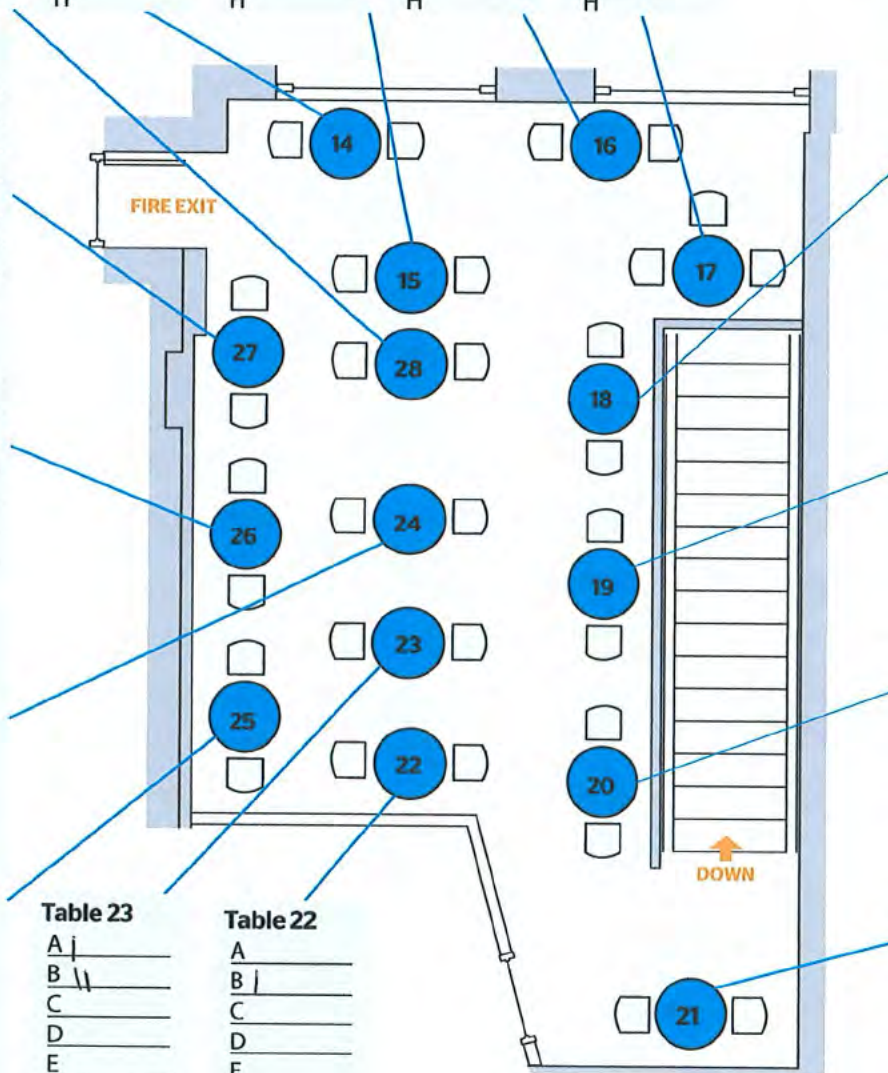 H H H H
14
16
FIRE EXIT
15
17
27
28
18
24
26
19
23
25
22
20
DOWN
Table 23
A |
B \\
C
D
E
Table 22
A
B |
C
D
E
21